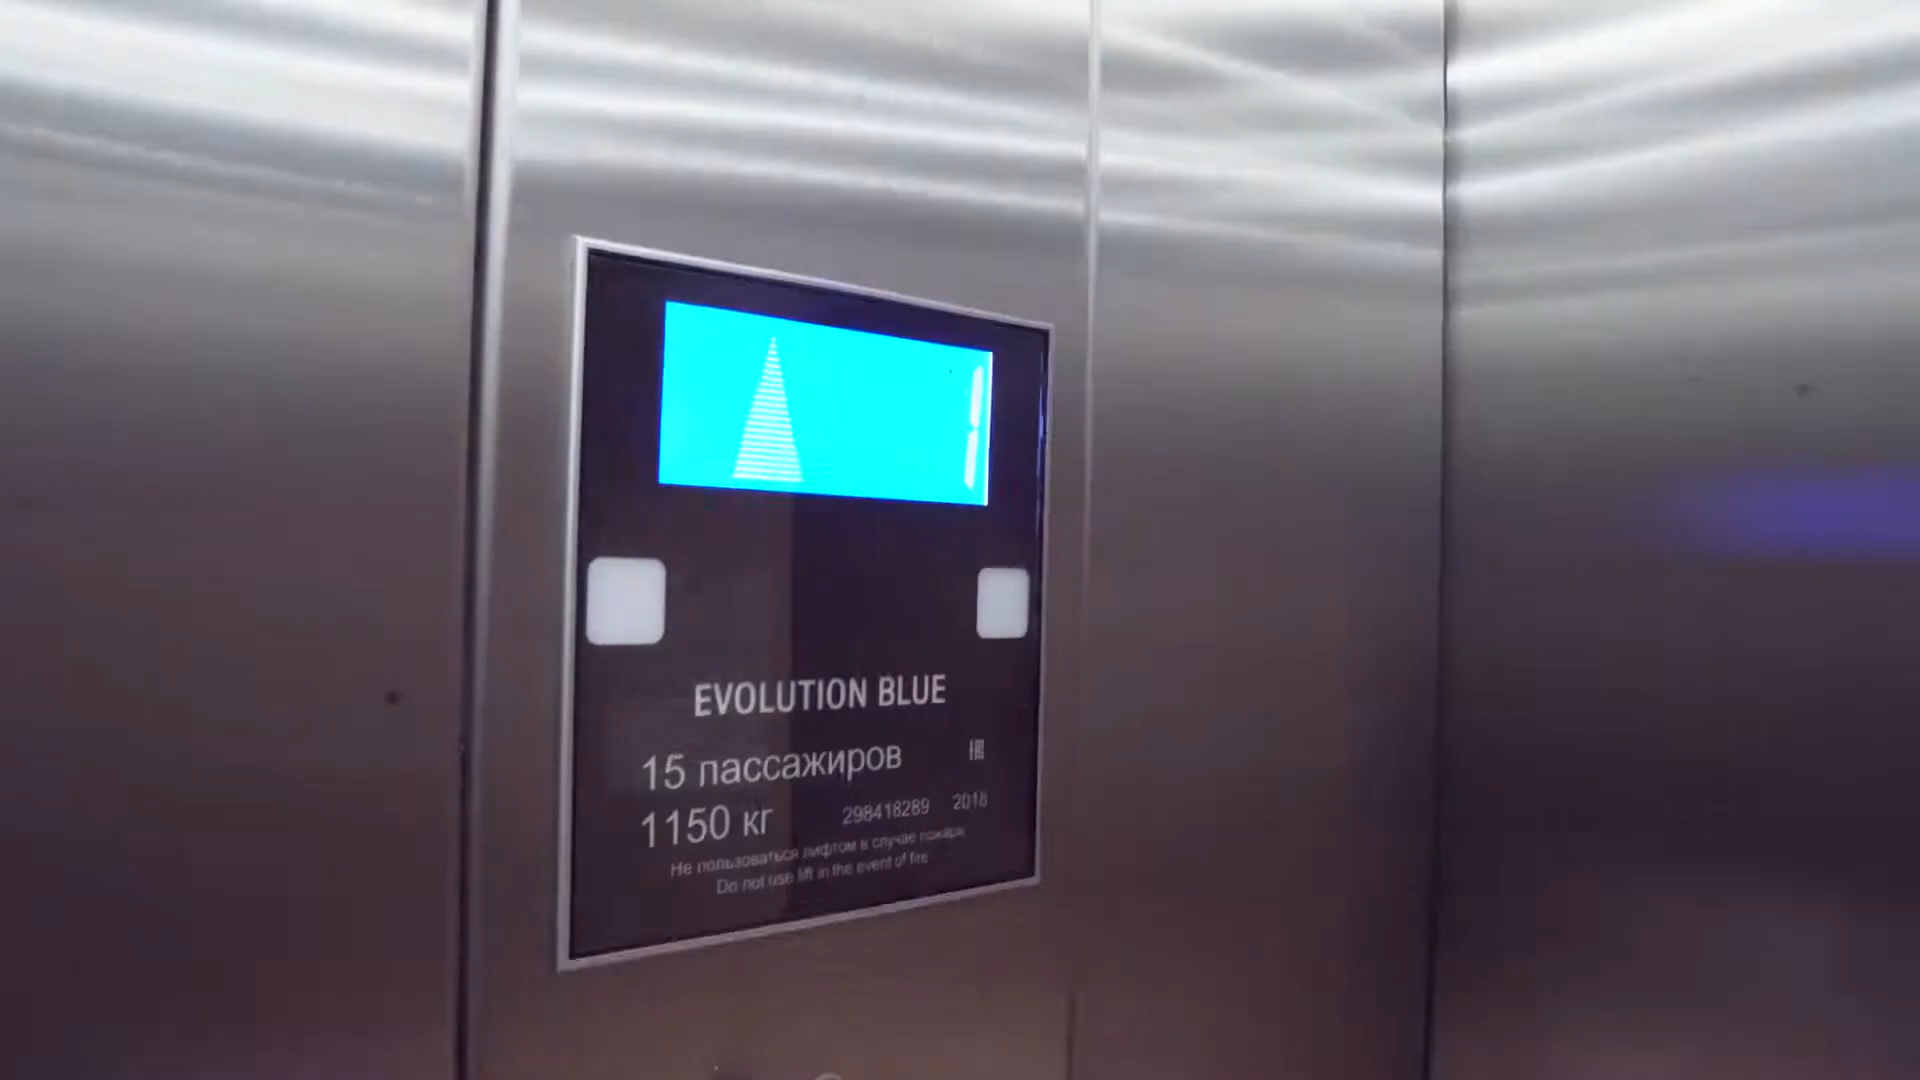 EVOLUTION BLUE
15 пассажиров
EAC
1150 кг
298418289 2018
Не пользоваться лифтом в случае пожара
Do not use lift in the event of fire